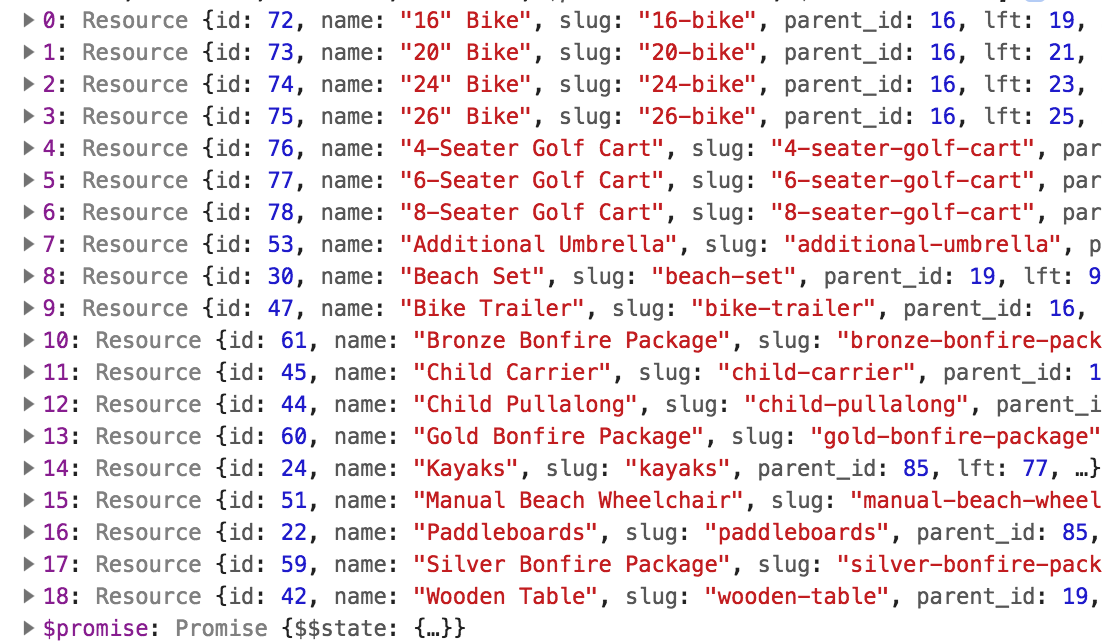 0: Resource {id: 72, name: "16" Bike", slug: "16-bike", parent_id: 16, lft: 19,
1: Resource {id: 73, name: "20" Bike", slug: "20-bike", parent_id: 16, lft: 21,
2: Resource {id: 74, name: "24" Bike", slug: "24-bike", parent_id: 16, lft: 23,
3: Resource {id: 75, name: "26" Bike", slug: "26-bike", parent_id: 16, lft: 25,
4: Resource {id: 76, name: "4-Seater Golf Cart", slug: "4-seater-golf-cart", par
5: Resource {id: 77, name: "6-Seater Golf Cart", slug: "6-seater-golf-cart", par
6: Resource {id: 78, name: "8-Seater Golf Cart", slug: "8-seater-golf-cart", par
7: Resource {id: 53, name: "Additional Umbrella", slug: "additional-umbrella", p
8: Resource {id: 30, name: "Beach Set", slug: "beach-set", parent_id: 19, lft: 9
9: Resource {id: 47, name: "Bike Trailer", slug: "bike-trailer", parent_id: 16,
10: Resource {id: 61, name: "Bronze Bonfire Package", slug: "bronze-bonfire-pack
11: Resource {id: 45, name: "Child Carrier", slug: "child-carrier", parent_id: 1
12: Resource {id: 44, name: "Child Pullalong", slug: "child-pullalong", parent_i
13: Resource {id: 60, name: "Gold Bonfire Package", slug: "gold-bonfire-package"
14: Resource {id: 24, name: "Kayaks", slug: "kayaks", parent_id: 85, lft: 77, …}
15: Resource {id: 51, name: "Manual Beach Wheelchair", slug: "manual-beach-wheel
16: Resource {id: 22, name: "Paddleboards", slug: "paddleboards", parent_id: 85,
17: Resource {id: 59, name: "Silver Bonfire Package", slug: "silver-bonfire-pack
18: Resource {id: 42, name: "Wooden Table", slug: "wooden-table", parent_id: 19,
$promise: Promise {$$state: {…}}